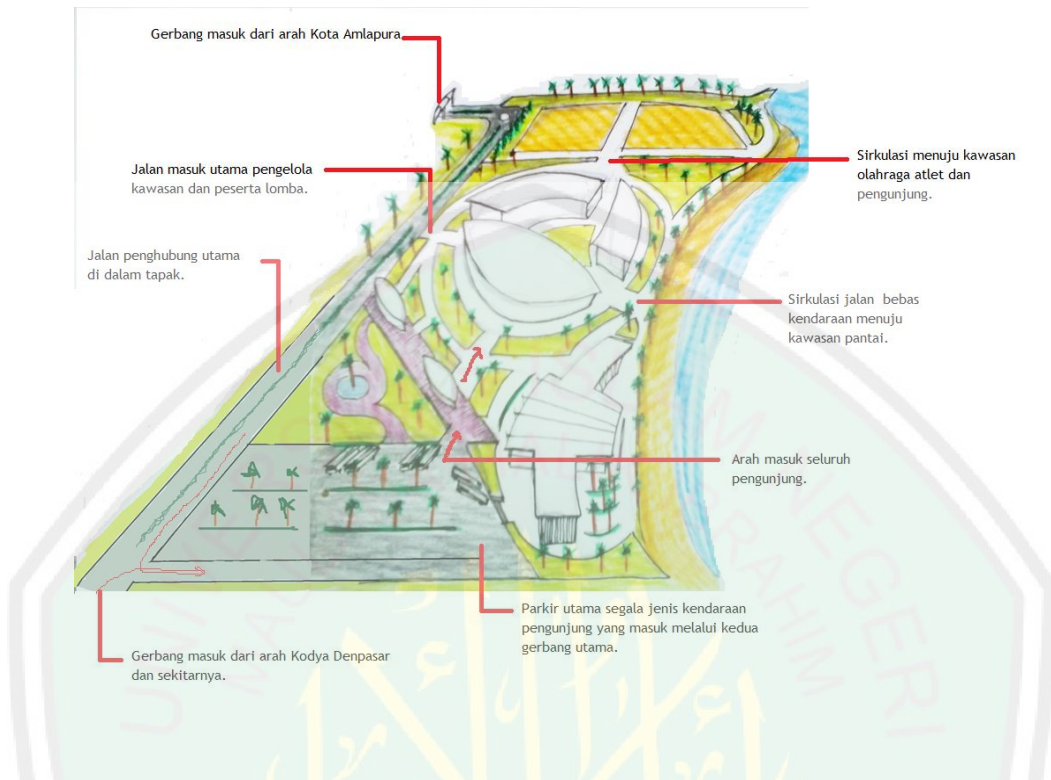 Gerbang masuk dari arah Kota Amlapura
Jalan masuk utama pengelola
kawasan dan peserta lomba.
Sirkulasi menuju kawasan
olahraga atlet dan
pengunjung.
Jalan penghubung utama
di dalam tapak.
Sirkulasi jalan bebas
kendaraan menuju
kawasan pantai.
Arah masuk seluruh
pengunjung.
Parkir utama segala jenis kendaraan
pengunjung yang masuk melalui kedua
gerbang utama.
Gerbang masuk dari arah Kodya Denpasar
dan sekitarnya.